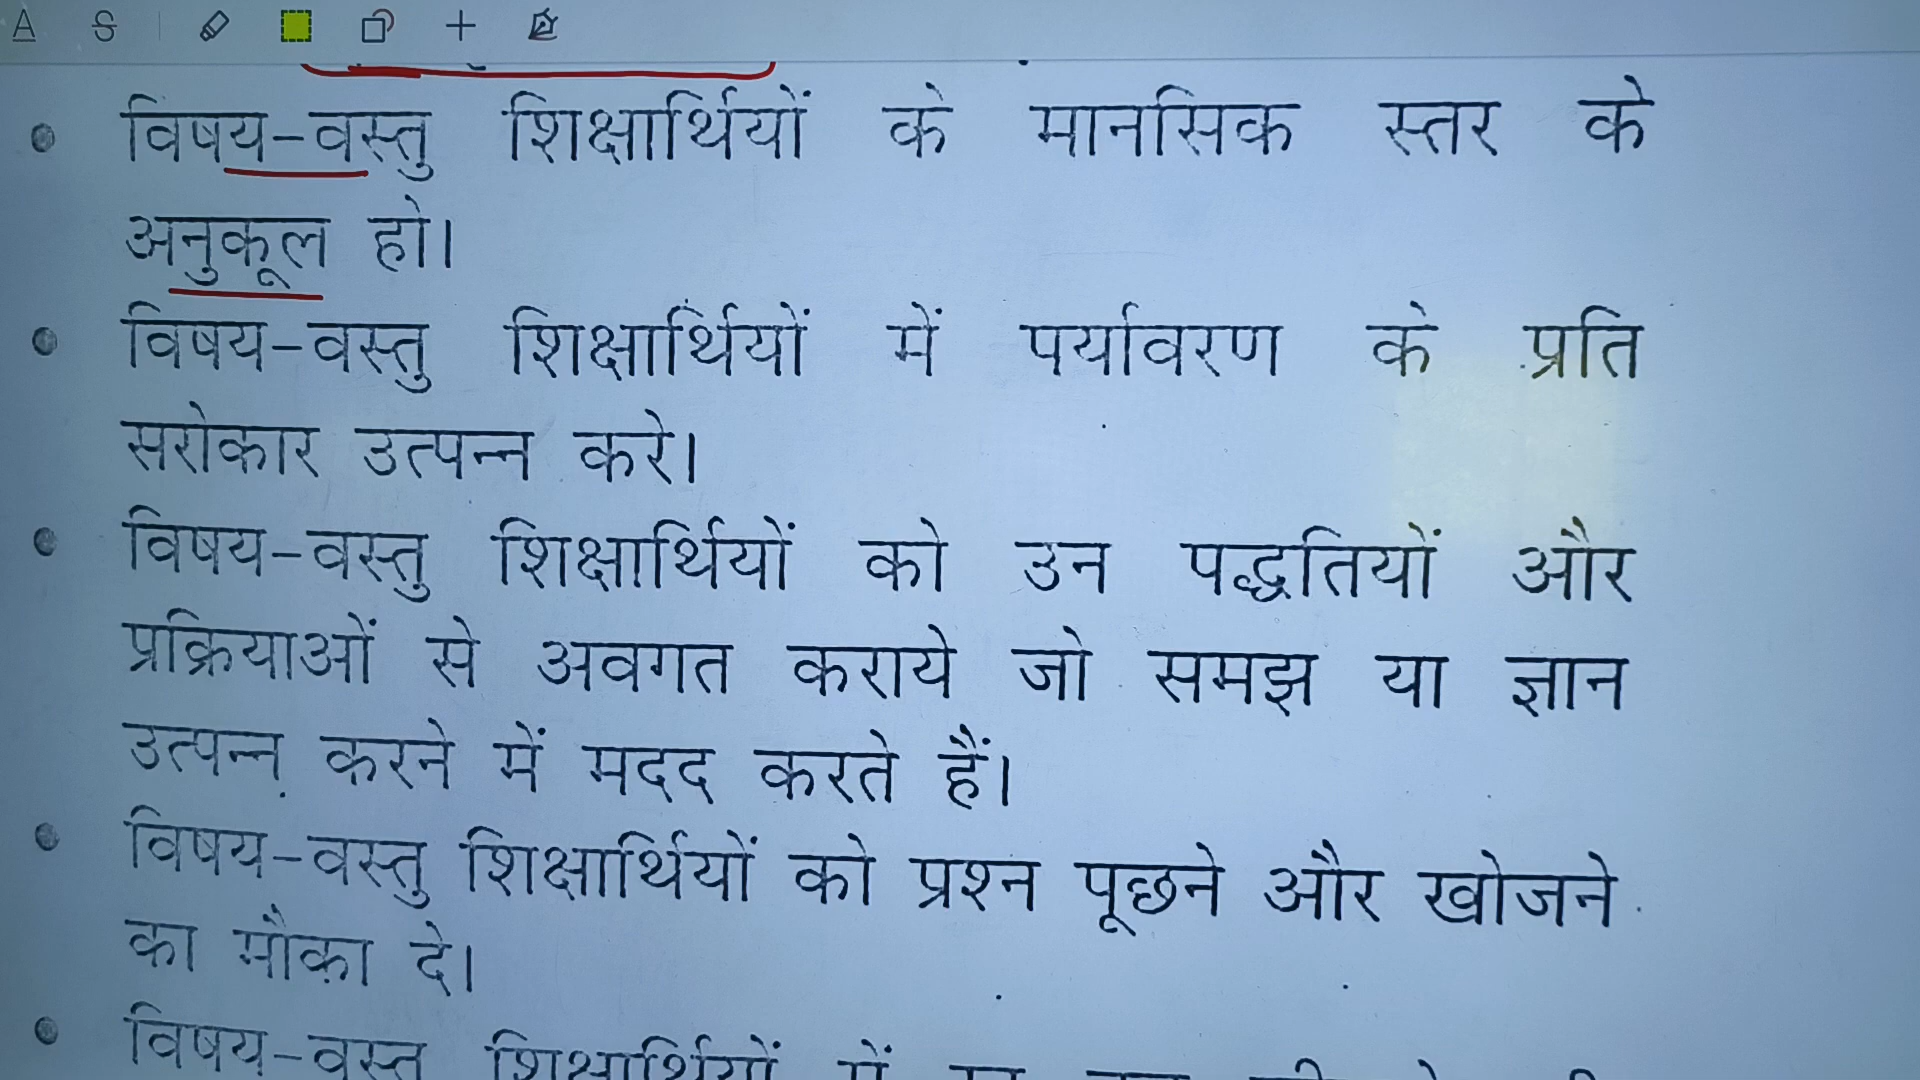 विषय-वस्तु शिक्षार्थियों के मानसिक स्तर के
अनुकूल हो।
विषय-वस्तु शिक्षार्थियों में पर्यावरण के प्रति
सरोकार उत्पन्न करे।
विषय-वस्तु शिक्षार्थियों को उन पद्धतियों और
प्रक्रियाओं से अवगत कराये जो समझ या ज्ञान
उत्पन्न करने में मदद करते हैं।
विषय-वस्तु शिक्षार्थियों को प्रश्न पूछने और खोजने
का मौक़ा दे।
विषय-वस्तु शिक्षार्थियों में